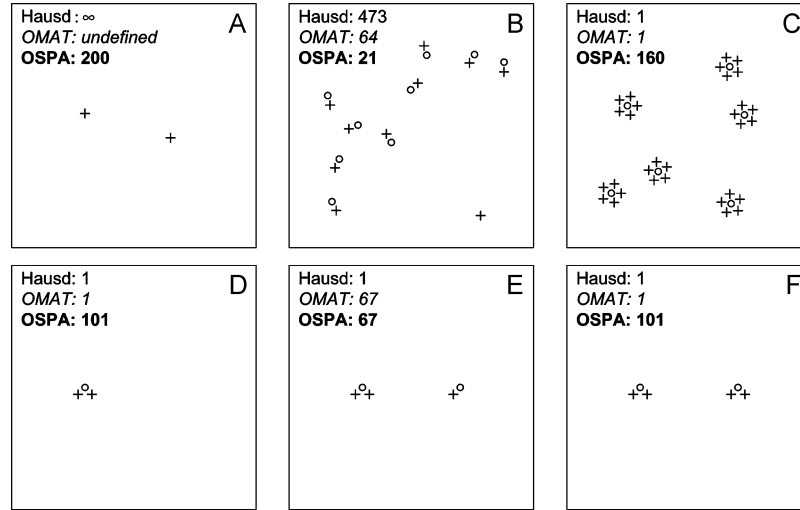 Hausd : ∞
OMAT: undefined
OSPA: 200
A
Hausd: 473
OMAT: 64
OSPA: 21
B
Hausd: 1
OMAT: 1
OSPA: 160
C
Hausd: 1
OMAT: 1
OSPA: 101
D
Hausd: 1
OMAT: 67
OSPA: 67
E
Hausd: 1
OMAT: 1
OSPA: 101
F